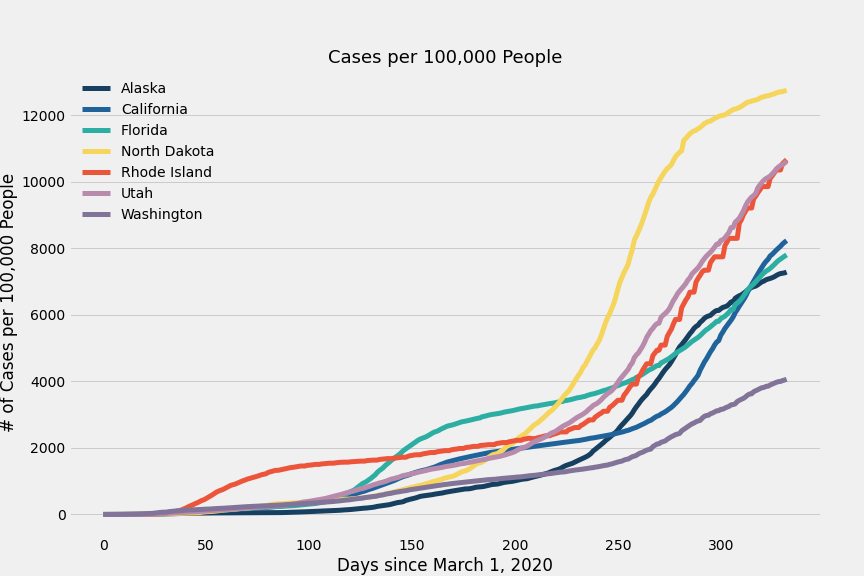 Cases per 100,000 People
Alaska
California
Florida
North Dakota
Rhode Island
Utah
Washington
12000
10000
8000
6000
4000
2000
0
# of Cases per 100,000 People
0 50 100 150 200 250 300
Days since March 1, 2020